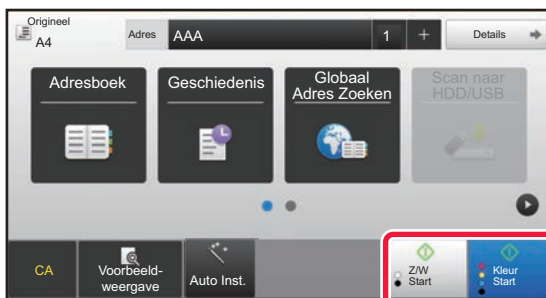 Origineel
A4
Adres
AAA
1
+
Details
Adresboek
Geschiedenis
Globaal
Adres Zoeken
Scan naar
HDD/USB
CA
Voorbeeld-
weergave
Auto Inst.
Z/W
Start
Kleur
Start